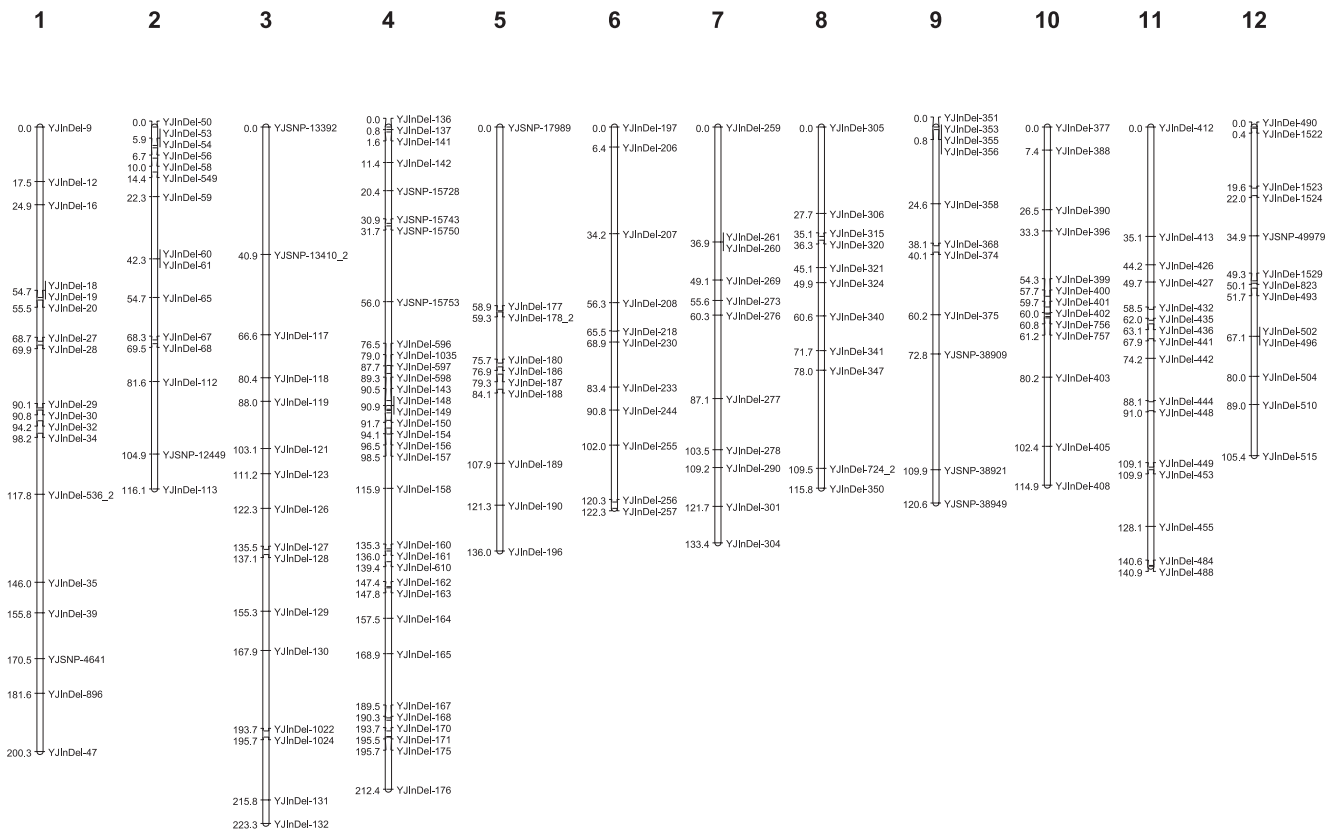 1 2 3 4 5 6 7 8 9 10 11 12
0.0 YJInDel-9
17.5 YJInDel-12
24.9 YJInDel-16
YJInDel-18
54.7 YJInDel-19
55.5 YJInDel-20
68.7 YJInDel-27
69.9 YJInDel-28
90.1 YJInDel-29
90.8 YJInDel-30
94.2 YJInDel-32
98.2 YJInDel-34
117.8 YJInDel-536_2
146.0 YJInDel-35
155.8 YJInDel-39
170.5 YJSNP-4641
181.6 YJInDel-896
200.3 YJInDel-47
0.0 YJInDel-50
YJInDel-53
5.9 YJInDel-54
6.7 YJInDel-56
10.0 YJInDel-58
14.4 YJInDel-549
22.3 YJInDel-59
YJInDel-60
42.3 YJInDel-61
54.7 YJInDel-65
68.3 YJInDel-67
69.5 YJInDel-68
81.6 YJInDel-112
104.9 YJSNP-12449
116.1 YJInDel-113
0.0 YJSNP-13392
40.9 YJSNP-13410_2
66.6 YJInDel-117
80.4 YJInDel-118
88.0 YJInDel-119
103.1 YJInDel-121
111.2 YJInDel-123
122.3 YJInDel-126
135.5 YJInDel-127
137.1 YJInDel-128
155.3 YJInDel-129
167.9 YJInDel-130
193.7 YJInDel-1022
195.7 YJInDel-1024
215.8 YJInDel-131
223.3 YJInDel-132
0.0 YJInDel-136
0.8 YJInDel-137
1.6 YJInDel-141
11.4 YJInDel-142
20.4 YJSNP-15728
30.9 YJSNP-15743
31.7 YJSNP-15750
56.0 YJSNP-15753
76.5 YJInDel-596
79.0 YJInDel-1035
87.7 YJInDel-597
89.3 YJInDel-598
90.5 YJInDel-143
YJInDel-148
90.9 YJInDel-149
91.7 YJInDel-150
94.1 YJInDel-154
96.5 YJInDel-156
98.5 YJInDel-157
115.9 YJInDel-158
135.3 YJInDel-160
136.0 YJInDel-161
139.4 YJInDel-610
147.4 YJInDel-162
147.8 YJInDel-163
157.5 YJInDel-164
168.9 YJInDel-165
189.5 YJInDel-167
190.3 YJInDel-168
193.7 YJInDel-170
195.5 YJInDel-171
195.7 YJInDel-175
212.4 YJInDel-176
0.0 YJSNP-17989
58.9 YJInDel-177
59.3 YJInDel-178_2
75.7 YJInDel-180
76.9 YJInDel-186
79.3 YJInDel-187
84.1 YJInDel-188
107.9 YJInDel-189
121.3 YJInDel-190
136.0 YJInDel-196
0.0 YJInDel-197
6.4 YJInDel-206
34.2 YJInDel-207
56.3 YJInDel-208
65.5 YJInDel-218
68.9 YJInDel-230
83.4 YJInDel-233
90.8 YJInDel-244
102.0 YJInDel-255
120.3 YJInDel-256
122.3 YJInDel-257
0.0 YJInDel-259
YJInDel-261
36.9 YJInDel-260
49.1 YJInDel-269
55.6 YJInDel-273
60.3 YJInDel-276
87.1 YJInDel-277
103.5 YJInDel-278
109.2 YJInDel-290
121.7 YJInDel-301
133.4 YJInDel-304
0.0 YJInDel-305
27.7 YJInDel-306
35.1 YJInDel-315
36.3 YJInDel-320
45.1 YJInDel-321
49.9 YJInDel-324
60.6 YJInDel-340
71.7 YJInDel-341
78.0 YJInDel-347
109.5 YJInDel-724_2
115.8 YJInDel-350
0.0 YJInDel-351
YJInDel-353
0.8 YJInDel-355
YJInDel-356
24.6 YJInDel-358
38.1 YJInDel-368
40.1 YJInDel-374
60.2 YJInDel-375
72.8 YJSNP-38909
109.9 YJSNP-38921
120.6 YJSNP-38949
0.0 YJInDel-377
7.4 YJInDel-388
26.5 YJInDel-390
33.3 YJInDel-396
54.3 YJInDel-399
57.7 YJInDel-400
59.7 YJInDel-401
60.0 YJInDel-402
60.8 YJInDel-756
61.2 YJInDel-757
80.2 YJInDel-403
102.4 YJInDel-405
114.9 YJInDel-408
0.0 YJInDel-412
35.1 YJInDel-413
44.2 YJInDel-426
49.7 YJInDel-427
58.5 YJInDel-432
62.0 YJInDel-435
63.1 YJInDel-436
67.9 YJInDel-441
74.2 YJInDel-442
88.1 YJInDel-444
91.0 YJInDel-448
109.1 YJInDel-449
109.9 YJInDel-453
128.1 YJInDel-455
140.6 YJInDel-484
140.9 YJInDel-488
0.0 YJInDel-490
0.4 YJInDel-1522
19.6 YJInDel-1523
22.0 YJInDel-1524
34.9 YJSNP-49979
49.3 YJInDel-1529
50.1 YJInDel-823
51.7 YJInDel-493
YJInDel-502
67.1 YJInDel-496
80.0 YJInDel-504
89.0 YJInDel-510
105.4 YJInDel-515